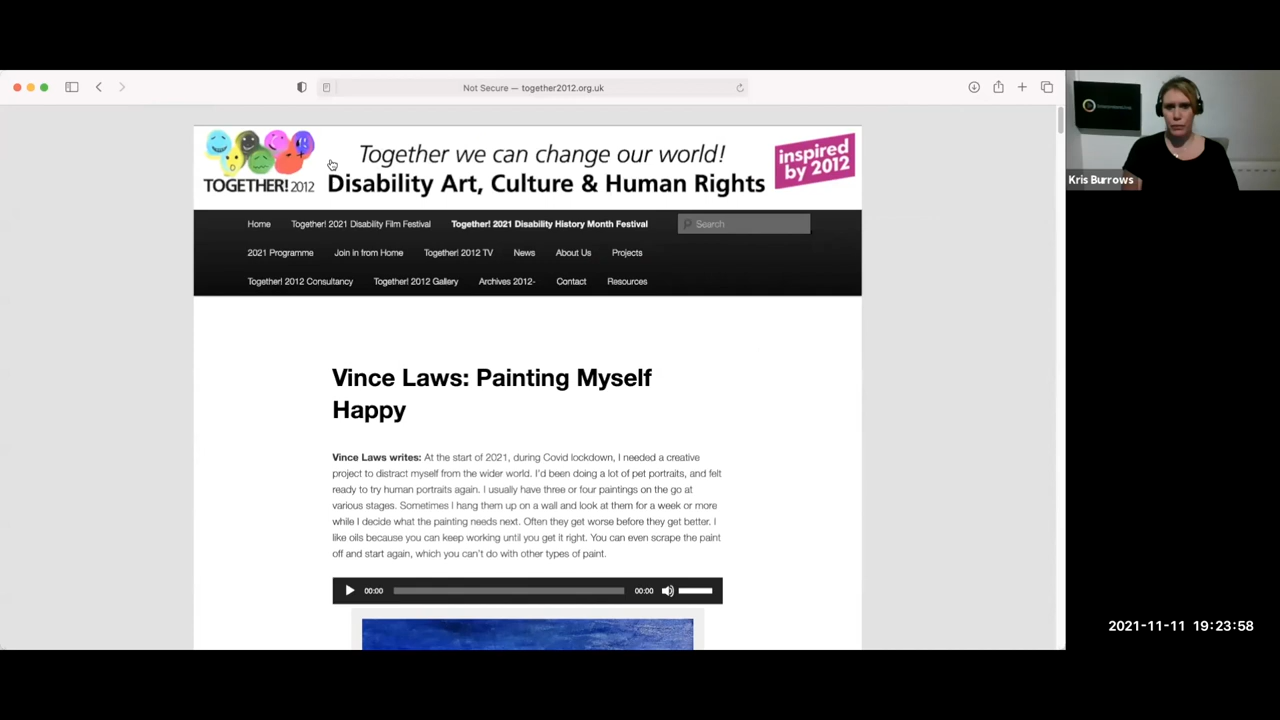 Not Secure — together2012.org.uk
Together we can change our world!
inspired
by 2012
TOGETHER! 2012
Disability Art, Culture & Human Rights
Kris Burrows
Home
Together! 2021 Disability Film Festival
Together! 2021 Disability History Month Festival
Search
2021 Programme
Join in from Home
Together! 2012 TV
News
About Us
Projects
Together! 2012 Consultancy
Together! 2012 Gallery
Archives 2012-
Contact
Resources
Vince Laws: Painting Myself
Happy
Vince Laws writes: At the start of 2021, during Covid lockdown, I needed a creative
project to distract myself from the wider world. I'd been doing a lot of pet portraits, and felt
ready to try human portraits again. I usually have three or four paintings on the go at
various stages. Sometimes I hang them up on a wall and look at them for a week or more
while I decide what the painting needs next. Often they get worse before they get better. I
like oils because you can keep working until you get it right. You can even scrape the paint
off and start again, which you can't do with other types of paint.
00:00
00:00
2021-11-11 19:23:58